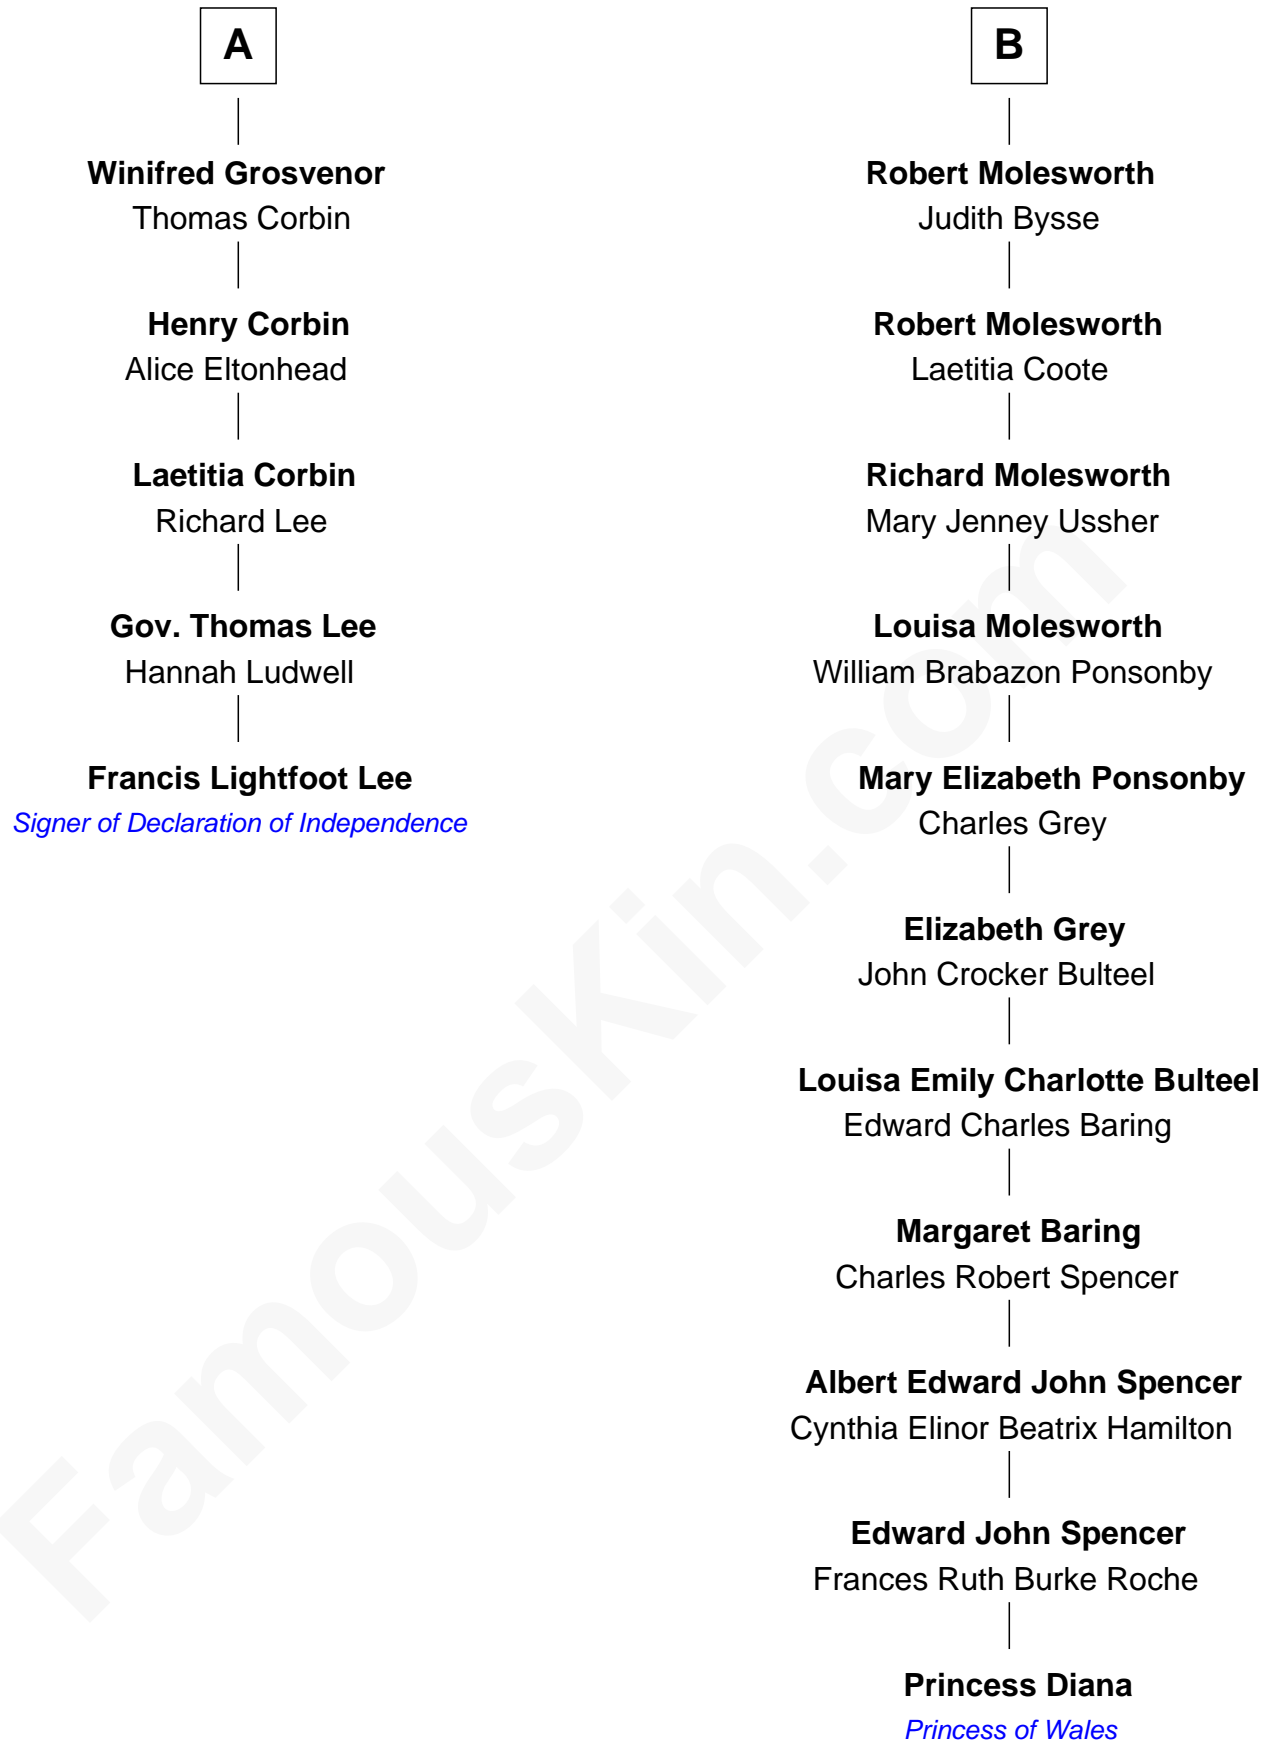 A
Winifred Grosvenor
Thomas Corbin
Henry Corbin
Alice Eltonhead
Laetitia Corbin
Richard Lee
Gov. Thomas Lee
Hannah Ludwell
Francis Lightfoot Lee
Signer of Declaration of Independence
B
Robert Molesworth
Judith Bysse
Robert Molesworth
Laetitia Coote
Richard Molesworth
Mary Jenney Ussher
Louisa Molesworth
William Brabazon Ponsonby
Mary Elizabeth Ponsonby
Charles Grey
Elizabeth Grey
John Crocker Bulteel
Louisa Emily Charlotte Bulteel
Edward Charles Baring
Margaret Baring
Charles Robert Spencer
Albert Edward John Spencer
Cynthia Elinor Beatrix Hamilton
Edward John Spencer
Frances Ruth Burke Roche
Princess Diana
Princess of Wales
FamousKin.com